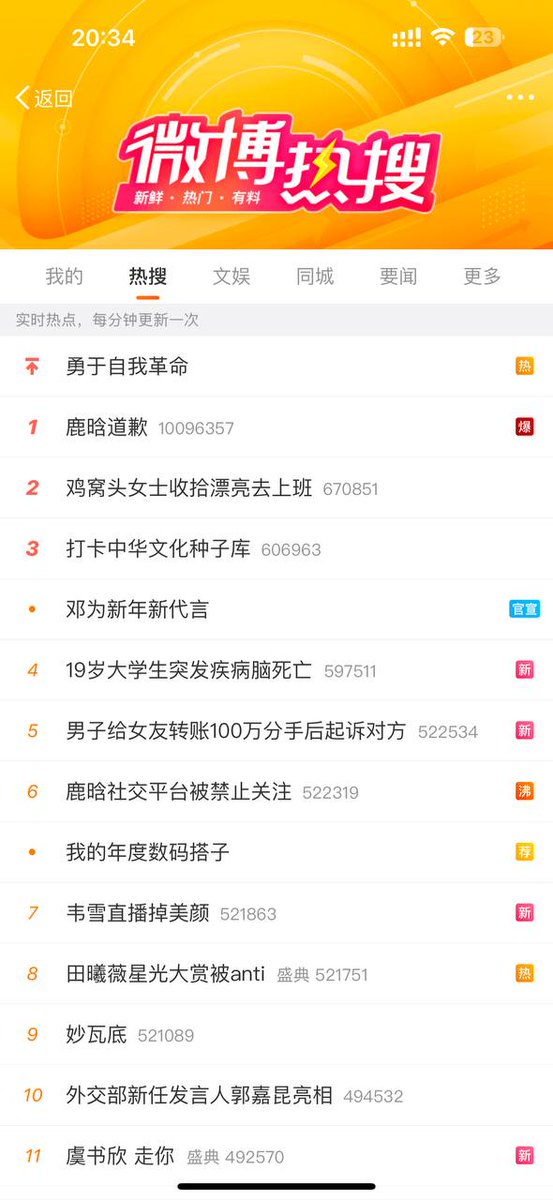 20:34 23
返回
微博热搜
新鲜·热门·有料
我的 热搜 文娱 同城 要闻 更多
实时热点，每分钟更新一次
勇于自我革命 热
1 鹿晗道歉 10096357 爆
2 鸡窝头女士收拾漂亮去上班 670851
3 打卡中华文化种子库 606963
• 邓为新年新代言 官宣
4 19岁大学生突发疾病脑死亡 597511 新
5 男子给女友转账100万分手后起诉对方 522534 新
6 鹿晗社交平台被禁止关注 522319 沸
• 我的年度数码搭子 荐
7 韦雪直播掉美颜 521863 新
8 田曦薇星光大赏被anti 盛典 521751 热
9 妙瓦底 521089
10 外交部新任发言人郭嘉昆亮相 494532
11 虞书欣 走你 盛典 492570 新